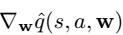 ∇_𝐰 q̂(s, a, 𝐰)